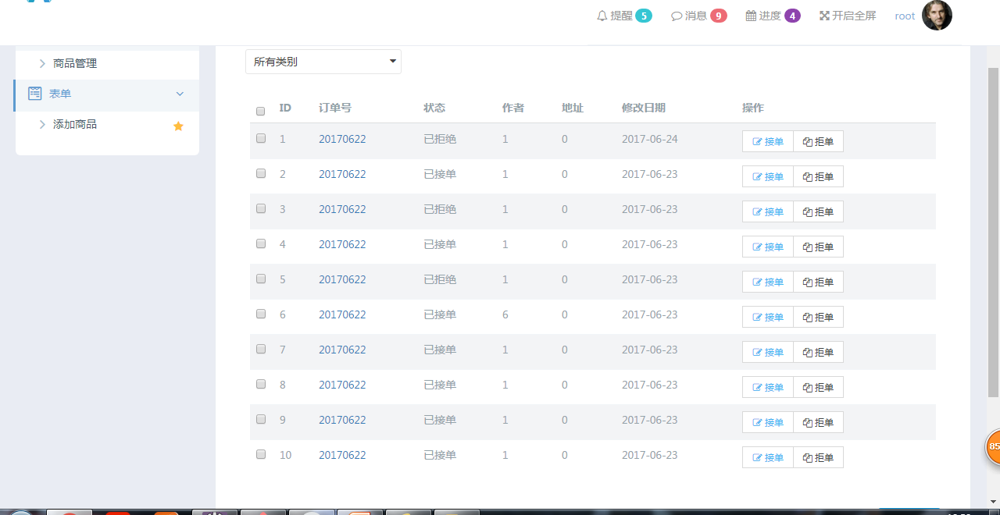 提醒 5 消息 9 进度 4 开启全屏 root
商品管理
表单
添加商品
所有类别
ID 订单号 状态 作者 地址 修改日期 操作
1 20170622 已拒绝 1 0 2017-06-24 接单 拒单
2 20170622 已接单 1 0 2017-06-23 接单 拒单
3 20170622 已拒绝 1 0 2017-06-23 接单 拒单
4 20170622 已接单 1 0 2017-06-23 接单 拒单
5 20170622 已拒绝 1 0 2017-06-23 接单 拒单
6 20170622 已接单 6 0 2017-06-23 接单 拒单
7 20170622 已接单 1 0 2017-06-23 接单 拒单
8 20170622 已接单 1 0 2017-06-23 接单 拒单
9 20170622 已接单 1 0 2017-06-23 接单 拒单
10 20170622 已接单 1 0 2017-06-23 接单 拒单
85